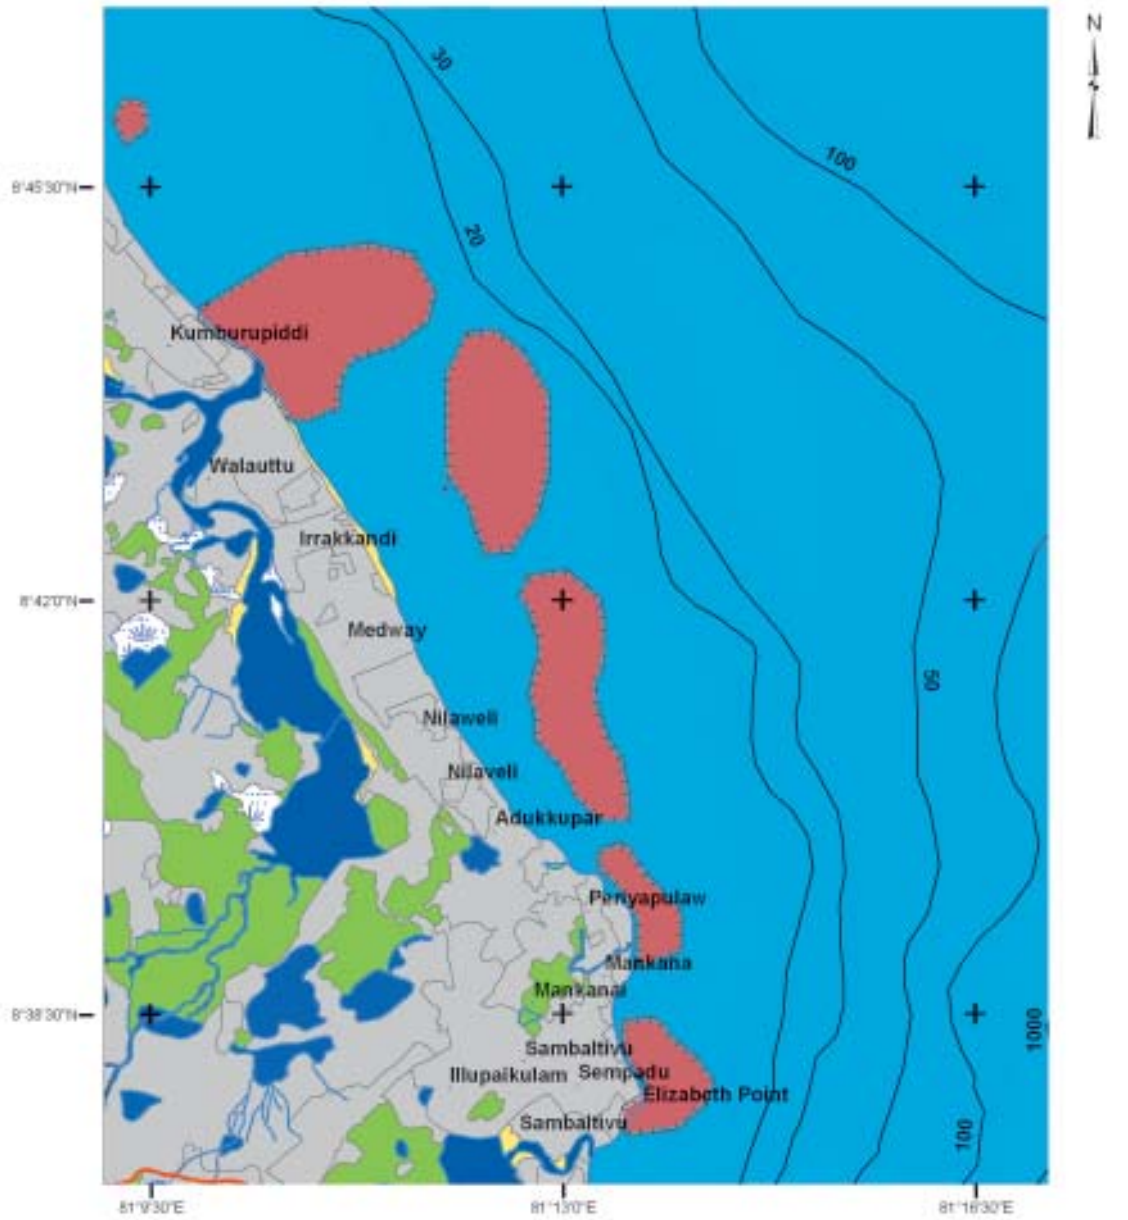 N
30
100
8°45'30"N
20
Kumburupiddi
Walauttu
Irrakkandi
8°42'0"N
Medway
50
Nilaweli
Nilaveli
Adukkupar
Periyapulaw
Mankana
Mankanai
8°38'30"N
1000
Sambaltivu
Illupaikulam
Sempadu
Elizabeth Point
Sambaltivu
100
81°9'30"E
81°13'0"E
81°16'30"E